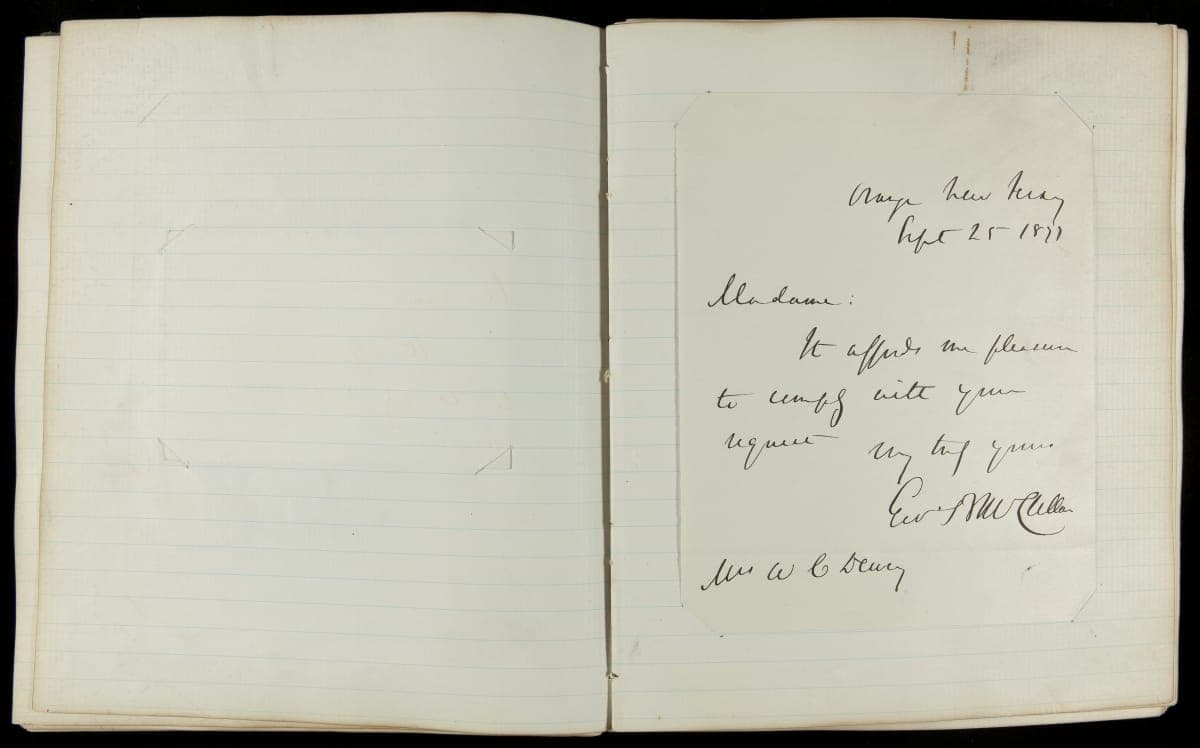 Orange New Jersey
Sept 25 1877
Madame:
It affords me pleasure
to comply with your
request
Very truly yours
Geo B McClellan
Mrs W C Dewey